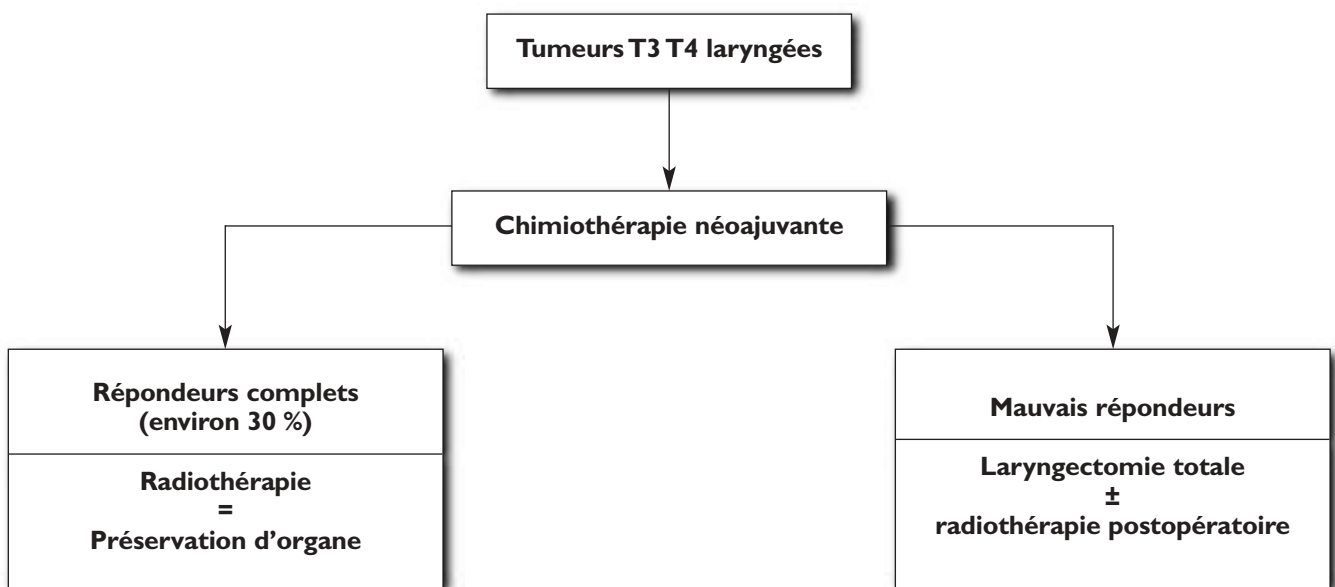 Tumeurs T3 T4 laryngées
Chimiothérapie néoajuvante
Répondeurs complets
(environ 30 %)
Radiothérapie
=
Préservation d'organe
Mauvais répondeurs
Laryngectomie totale
±
radiothérapie postopératoire